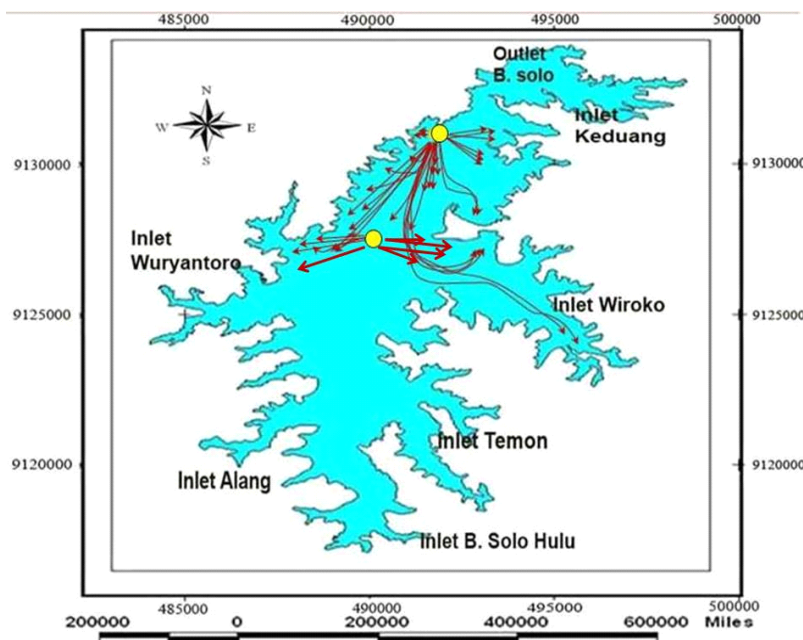 485000 490000 495000 500000
Outlet
B. solo
N
W E
S
Inlet
Keduang
9130000 9130000
Inlet
Wuryantoro
Inlet Wiroko
9125000 9125000
Inlet Temon
9120000 9120000
Inlet Alang
Inlet B. Solo Hulu
485000 490000 495000 500000
200000 0 200000 400000 600000 Miles